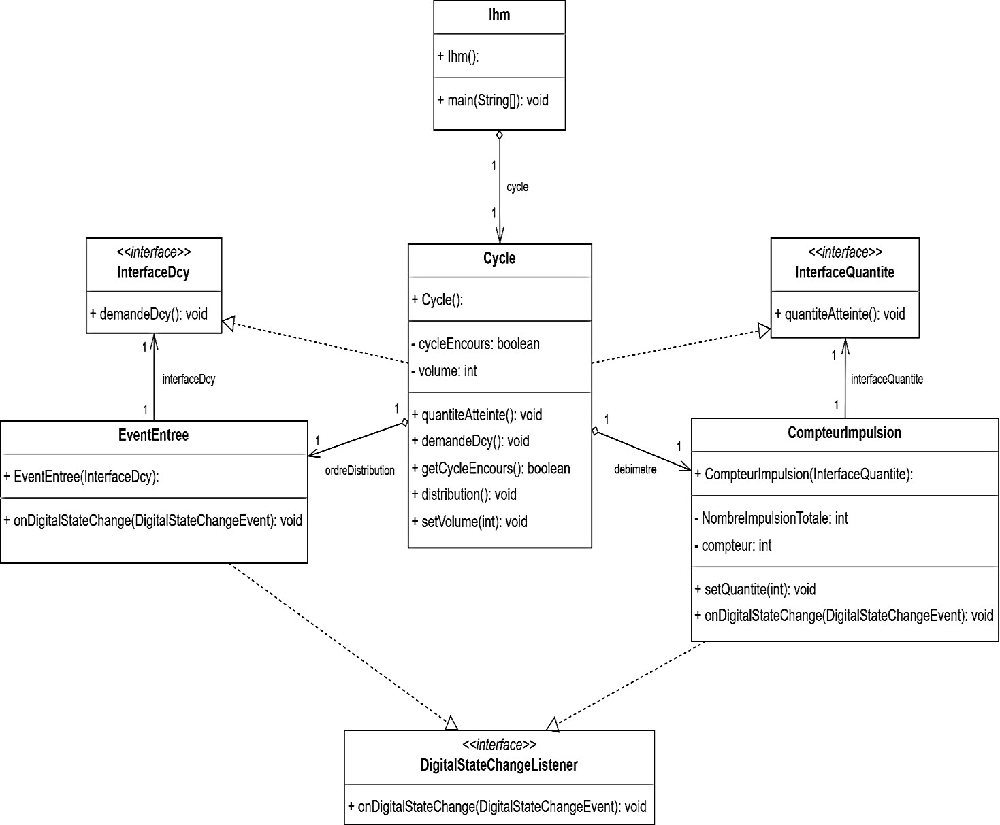 Ihm
+ Ihm():
+ main(String[]): void
1
cycle
1
<<interface>>
InterfaceDcy
+ demandeDcy(): void
1
interfaceDcy
1
Cycle
+ Cycle():
- cycleEncours: boolean
- volume: int
+ quantiteAtteinte(): void
+ demandeDcy(): void
+ getCycleEncours(): boolean
+ distribution(): void
+ setVolume(int): void
<<interface>>
InterfaceQuantite
+ quantiteAtteinte(): void
1
interfaceQuantite
1
EventEntree
+ EventEntree(InterfaceDcy):
+ onDigitalStateChange(DigitalStateChangeEvent): void
1
1
ordreDistribution
1
1
debimetre
CompteurImpulsion
+ CompteurImpulsion(InterfaceQuantite):
- NombreImpulsionTotale: int
- compteur: int
+ setQuantite(int): void
+ onDigitalStateChange(DigitalStateChangeEvent): void
<<interface>>
DigitalStateChangeListener
+ onDigitalStateChange(DigitalStateChangeEvent): void